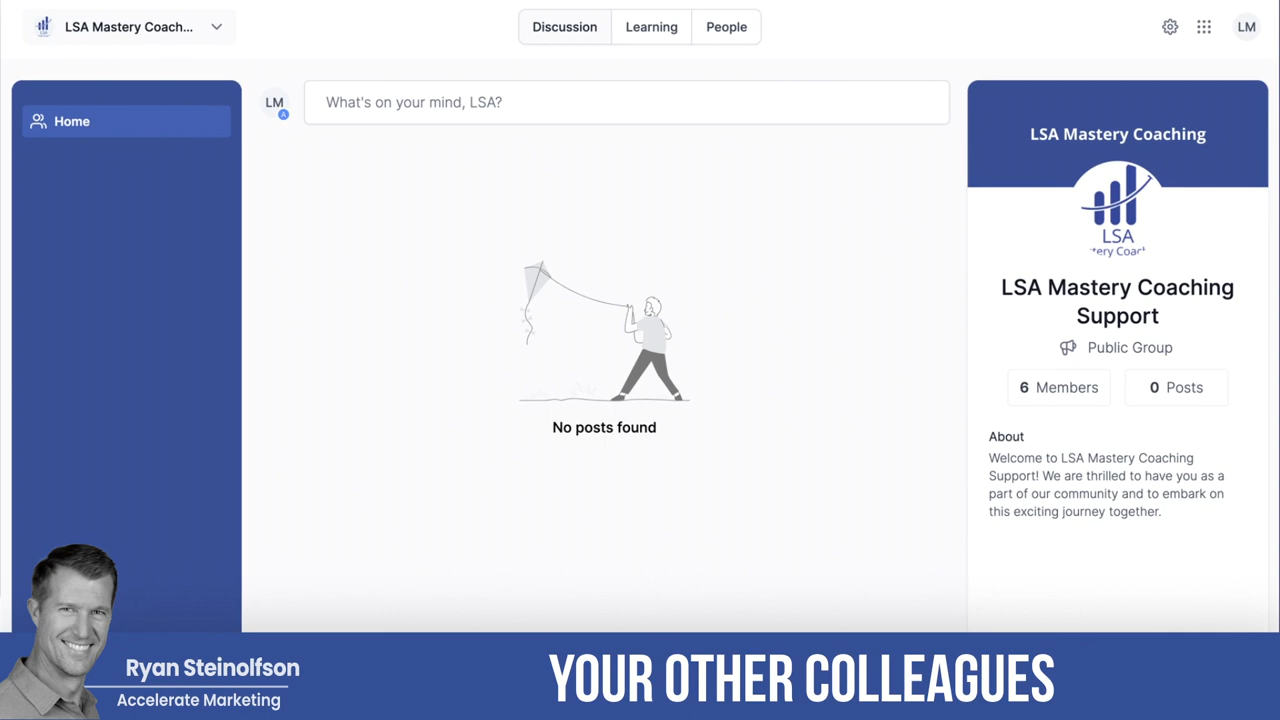 LSA Mastery Coach...
Discussion
Learning
People
LM
Home
LM
What's on your mind, LSA?
No posts found
LSA Mastery Coaching
LSA
tery Coac
LSA Mastery Coaching
Support
Public Group
6 Members
0 Posts
About
Welcome to LSA Mastery Coaching
Support! We are thrilled to have you as a
part of our community and to embark on
this exciting journey together.
Ryan Steinolfson
Accelerate Marketing
YOUR OTHER COLLEAGUES